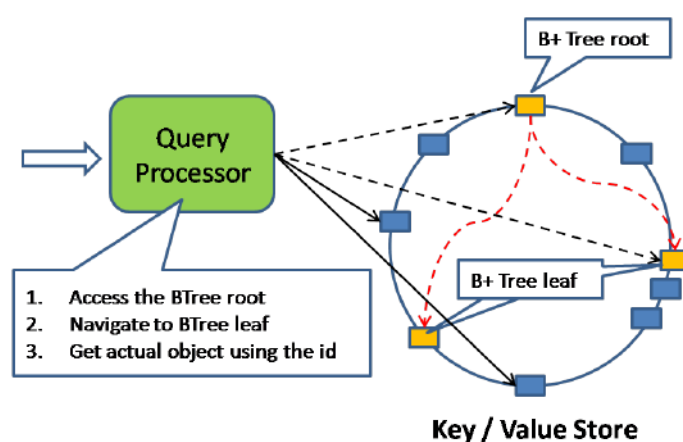 B+ Tree root
Query
Processor
B+ Tree leaf
1. Access the BTree root
2. Navigate to BTree leaf
3. Get actual object using the id
Key / Value Store